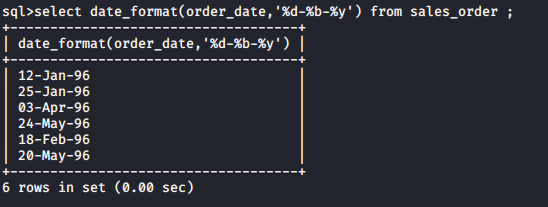 sql>select date_format(order_date,'%d-%b-%y') from sales_order ;
+-----------------------------------+
| date_format(order_date,'%d-%b-%y') |
+-----------------------------------+
| 12-Jan-96 |
| 25-Jan-96 |
| 03-Apr-96 |
| 24-May-96 |
| 18-Feb-96 |
| 20-May-96 |
+-----------------------------------+
6 rows in set (0.00 sec)